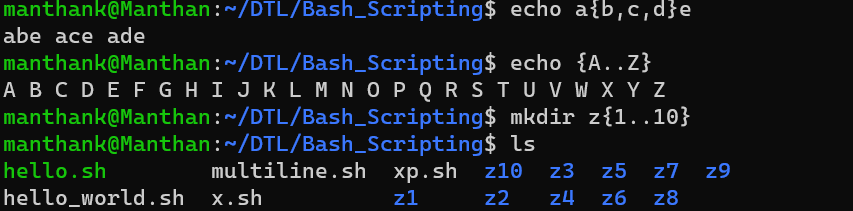 manthank@Manthan:~/DTL/Bash_Scripting$ echo a{b,c,d}e
abe ace ade
manthank@Manthan:~/DTL/Bash_Scripting$ echo {A..Z}
A B C D E F G H I J K L M N O P Q R S T U V W X Y Z
manthank@Manthan:~/DTL/Bash_Scripting$ mkdir z{1..10}
manthank@Manthan:~/DTL/Bash_Scripting$ ls
hello.sh        multiline.sh  xp.sh  z10  z3  z5  z7  z9
hello_world.sh  x.sh          z1     z2   z4  z6  z8